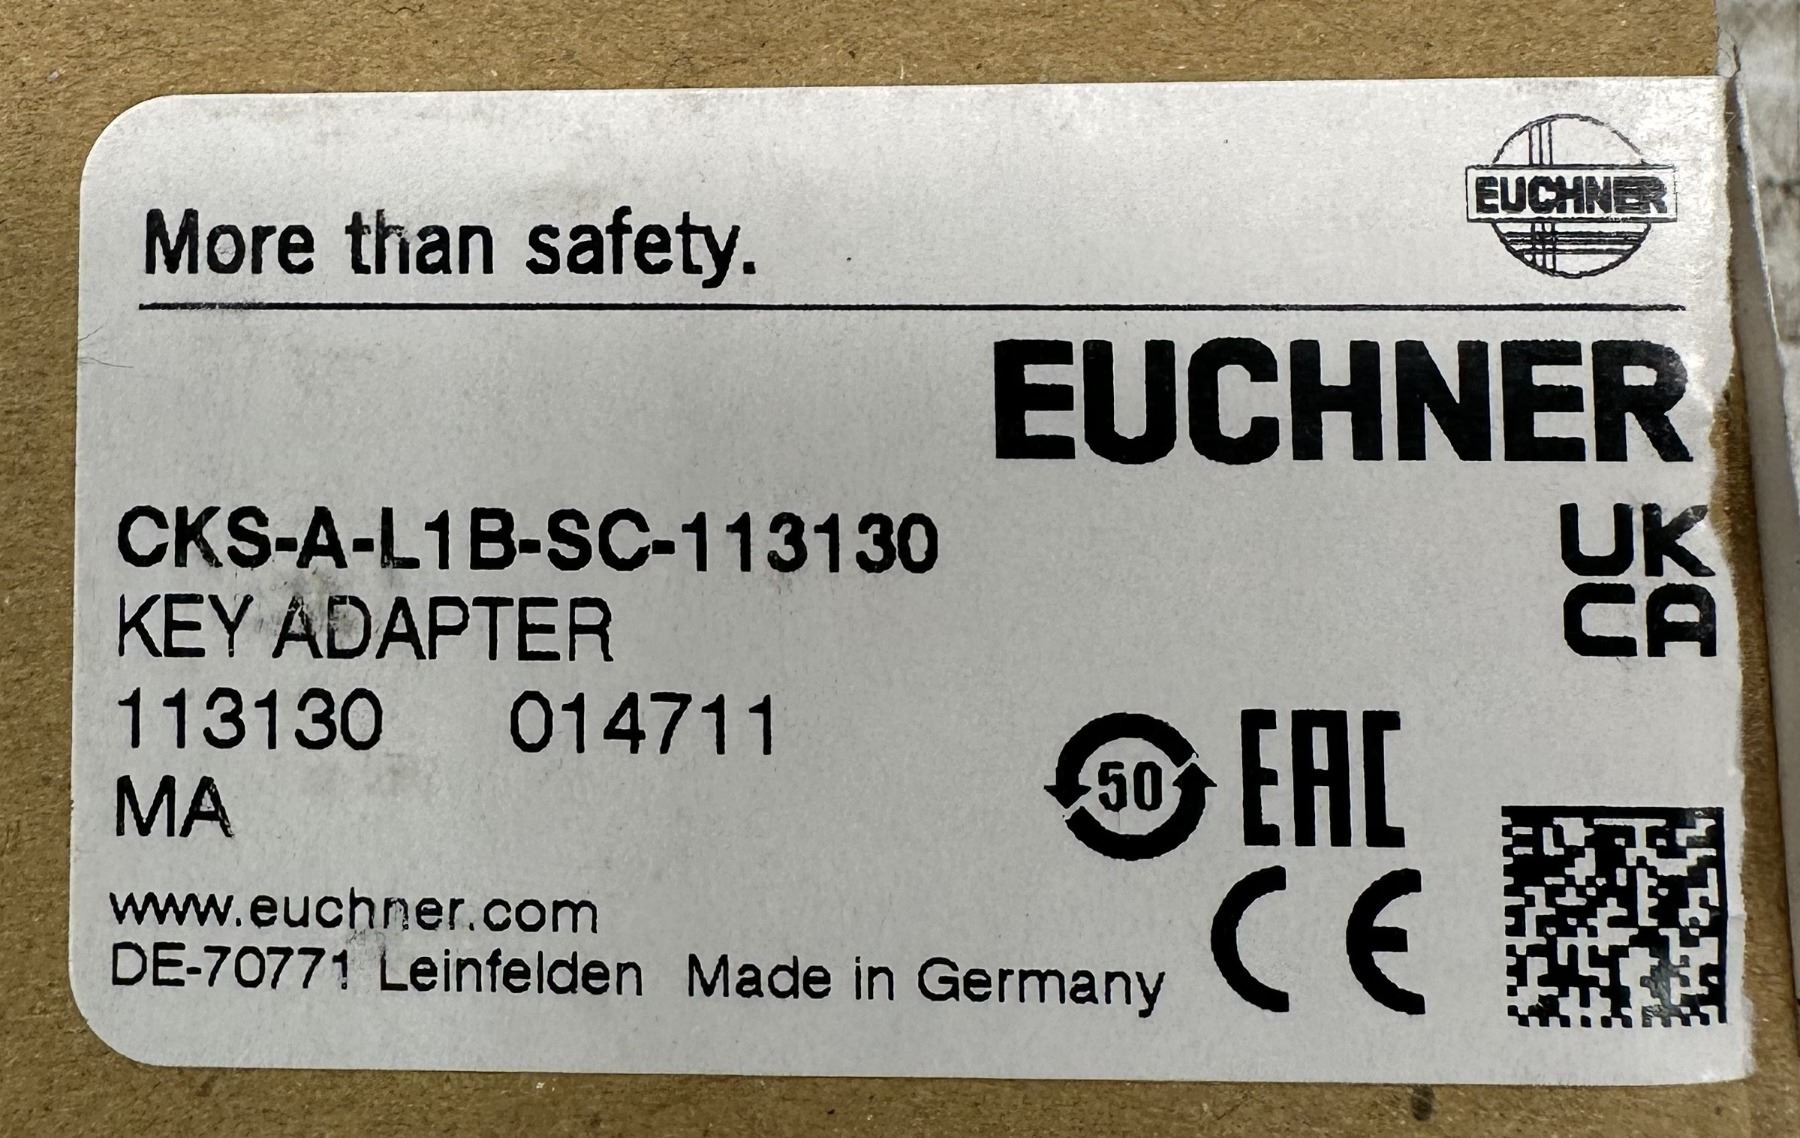 More than safety.
EUCHNER
EUCHNER
CKS-A-L1B-SC-113130
KEY ADAPTER
113130 014711
MA
UK
CA
50
EAC
CE
www.euchner.com
DE-70771 Leinfelden Made in Germany